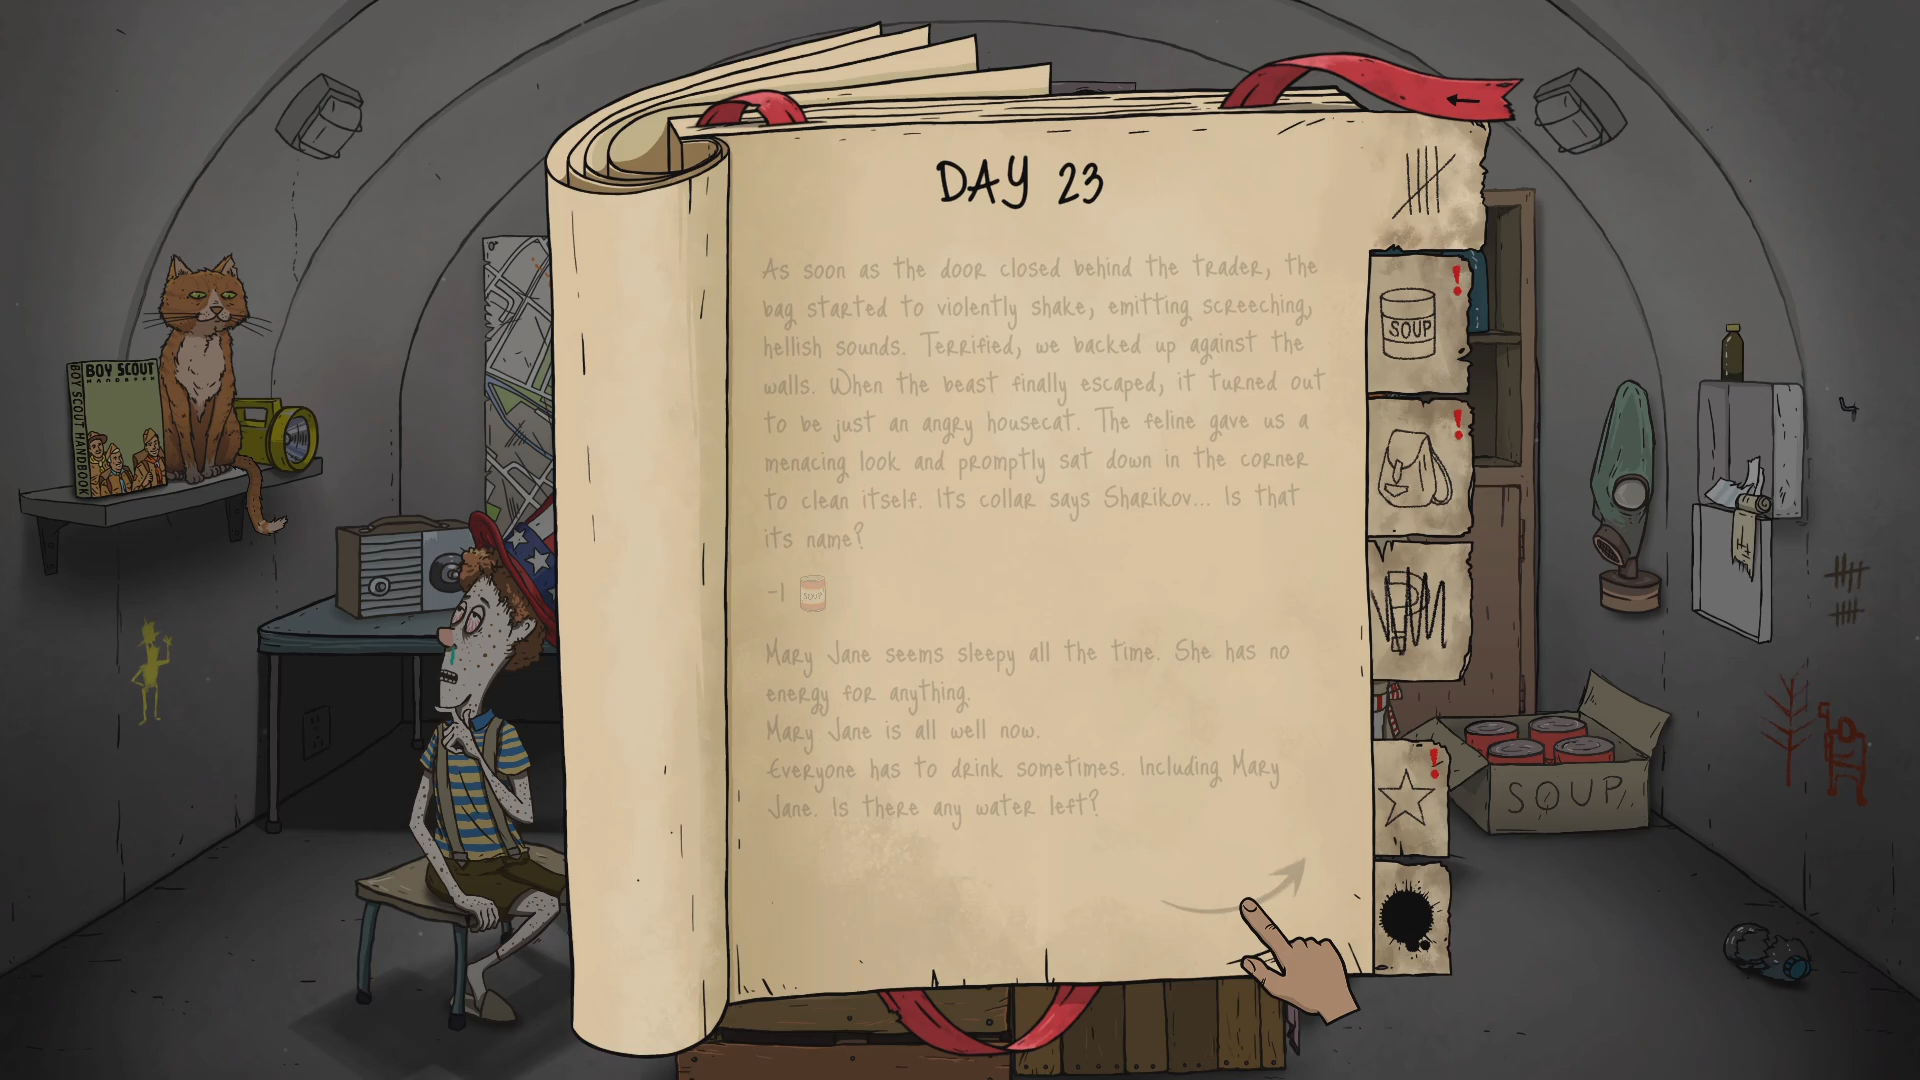 DAY 23
As soon as the door closed behind the trader, the
bag started to violently shake, emitting screeching,
hellish sounds. Terrified, we backed up against the
walls. When the beast finally escaped, it turned out
to be just an angry housecat. The feline gave us a
menacing look and promptly sat down in the corner
to clean itself. Its collar says Sharikov... Is that
its name?
-1
SOUP
Mary Jane seems sleepy all the time. She has no
energy for anything.
Mary Jane is all well now.
Everyone has to drink sometimes. Including Mary
Jane. Is there any water left?
!
SOUP
!
!
BOY SCOUT
HANDBOOK
BOY SCOUT HANDBOOK
SOUP